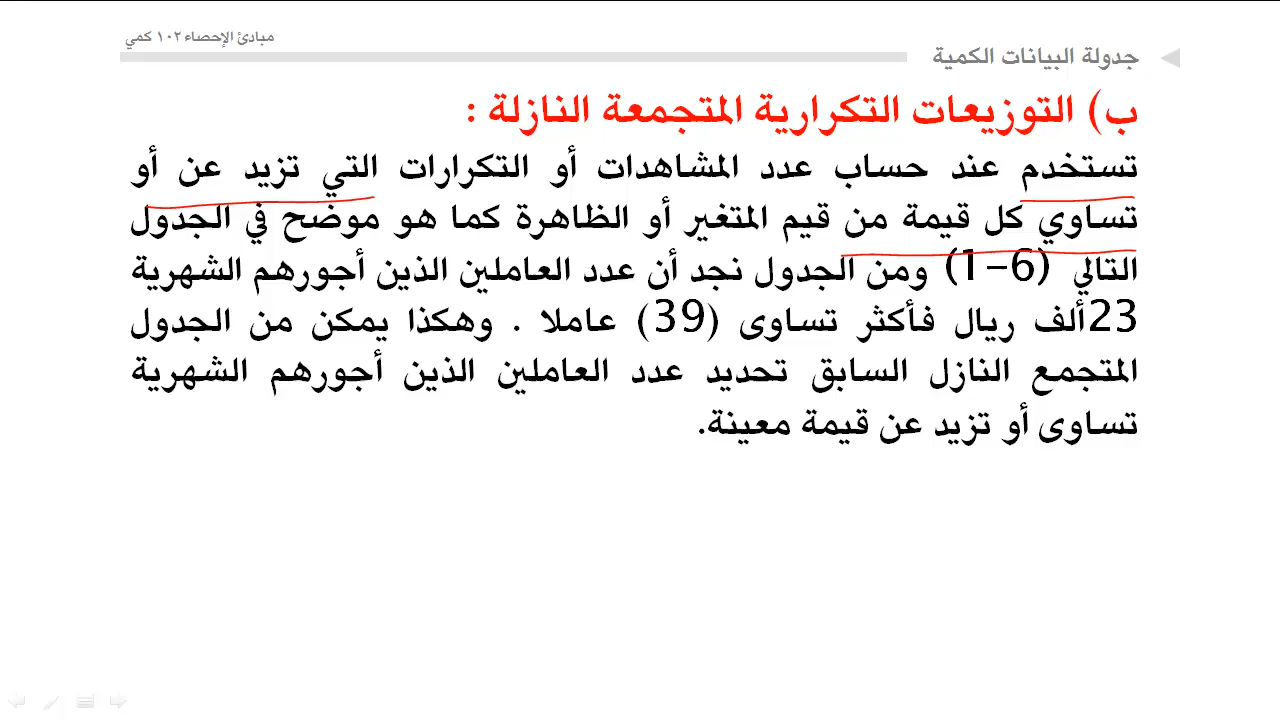 مبادئ الإحصاء ١٠٢ كمي
جدولة البيانات الكمية
ب) التوزيعات التكرارية المتجمعة النازلة :
تستخدم عند حساب عدد المشاهدات أو التكرارات التي تزيد عن أو
تساوي كل قيمة من قيم المتغير أو الظاهرة كما هو موضح في الجدول
التالي (6-1) ومن الجدول نجد أن عدد العاملين الذين أجورهم الشهرية
23ألف ريال فأكثر تساوى (39) عاملا . وهكذا يمكن من الجدول
المتجمع النازل السابق تحديد عدد العاملين الذين أجورهم الشهرية
تساوى أو تزيد عن قيمة معينة.